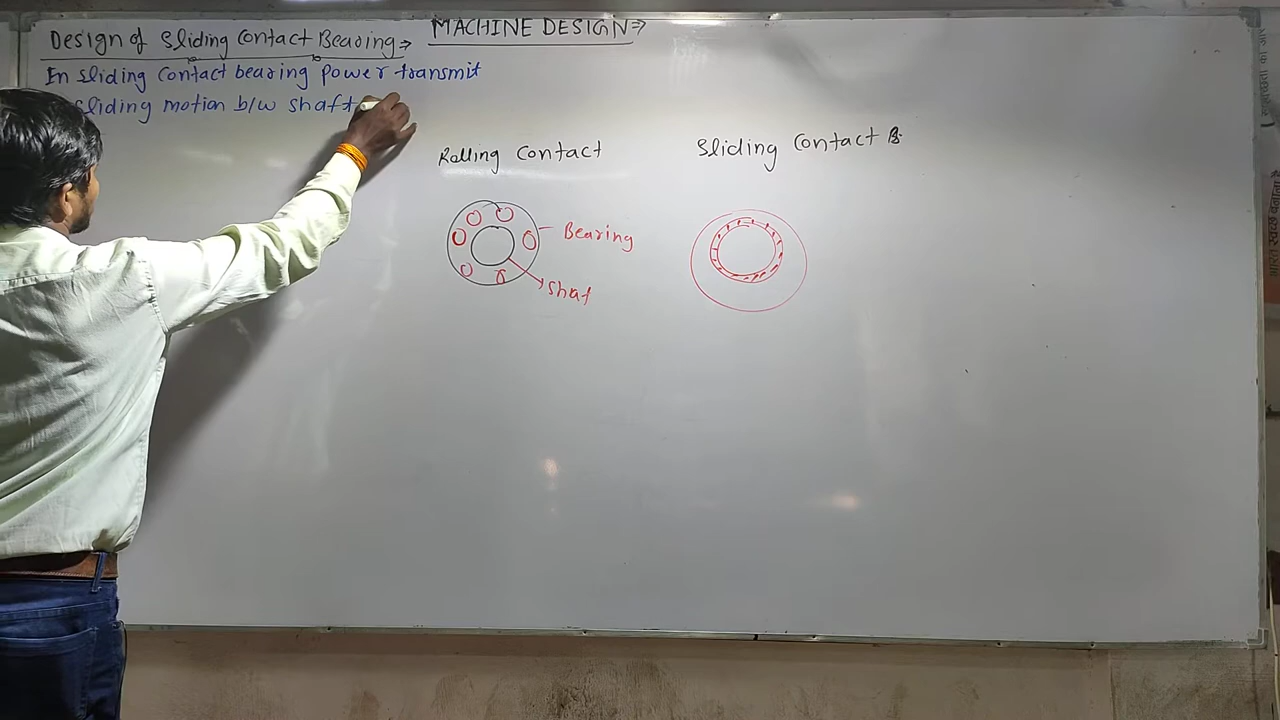 MACHINE DESIGN⇒
Design of Sliding Contact Bearing⇒
In Sliding Contact bearing power transmit
Sliding motion b/w shaft
Rolling Contact
Sliding Contact B
Bearing
Shaf